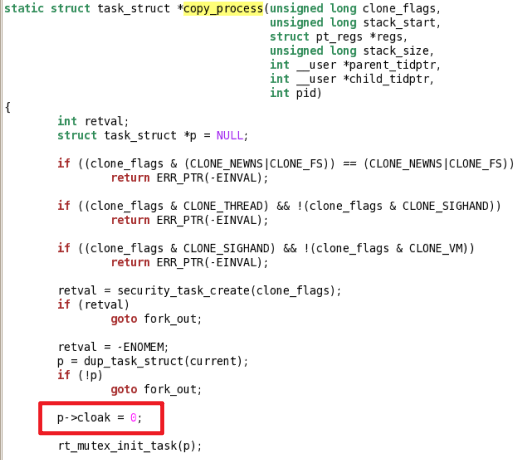 static struct task_struct *copy_process(unsigned long clone_flags,
                                        unsigned long stack_start,
                                        struct pt_regs *regs,
                                        unsigned long stack_size,
                                        int __user *parent_tidptr,
                                        int __user *child_tidptr,
                                        int pid)
{
        int retval;
        struct task_struct *p = NULL;

        if ((clone_flags & (CLONE_NEWNS|CLONE_FS)) == (CLONE_NEWNS|CLONE_FS))
                return ERR_PTR(-EINVAL);

        if ((clone_flags & CLONE_THREAD) && !(clone_flags & CLONE_SIGHAND))
                return ERR_PTR(-EINVAL);

        if ((clone_flags & CLONE_SIGHAND) && !(clone_flags & CLONE_VM))
                return ERR_PTR(-EINVAL);

        retval = security_task_create(clone_flags);
        if (retval)
                goto fork_out;

        retval = -ENOMEM;
        p = dup_task_struct(current);
        if (!p)
                goto fork_out;

        p->cloak = 0;

        rt_mutex_init_task(p);